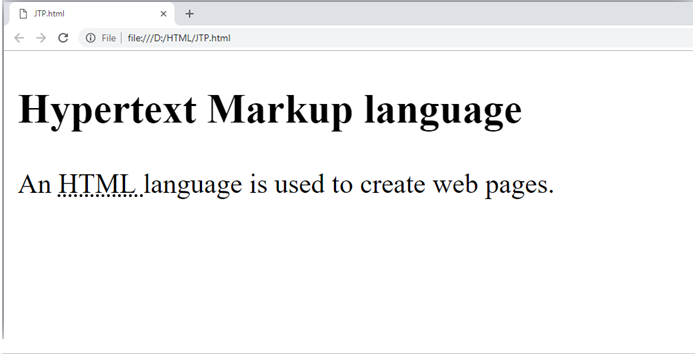 JTP.html
File | file:///D:/HTML/JTP.html
Hypertext Markup language
An HTML language is used to create web pages.